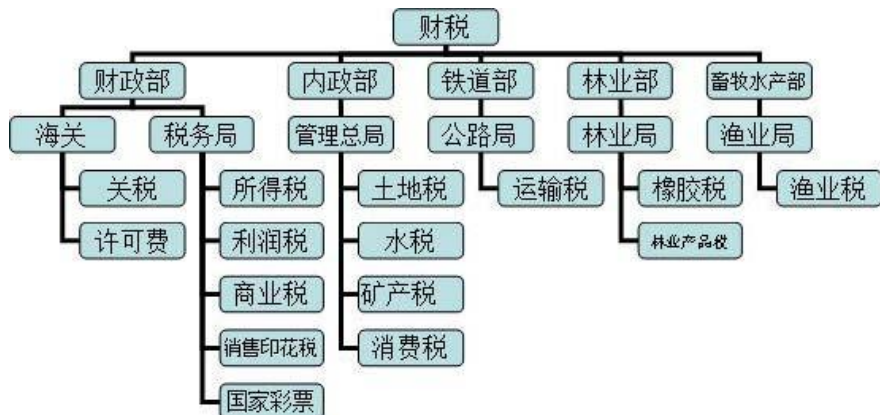 财税
财政部 内政部 铁道部 林业部 畜牧水产部
海关 税务局 管理总局 公路局 林业局 渔业局
关税 所得税 土地税 运输税 橡胶税 渔业税
许可费 利润税 水税 林业产品税
商业税 矿产税
销售印花税 消费税
国家彩票